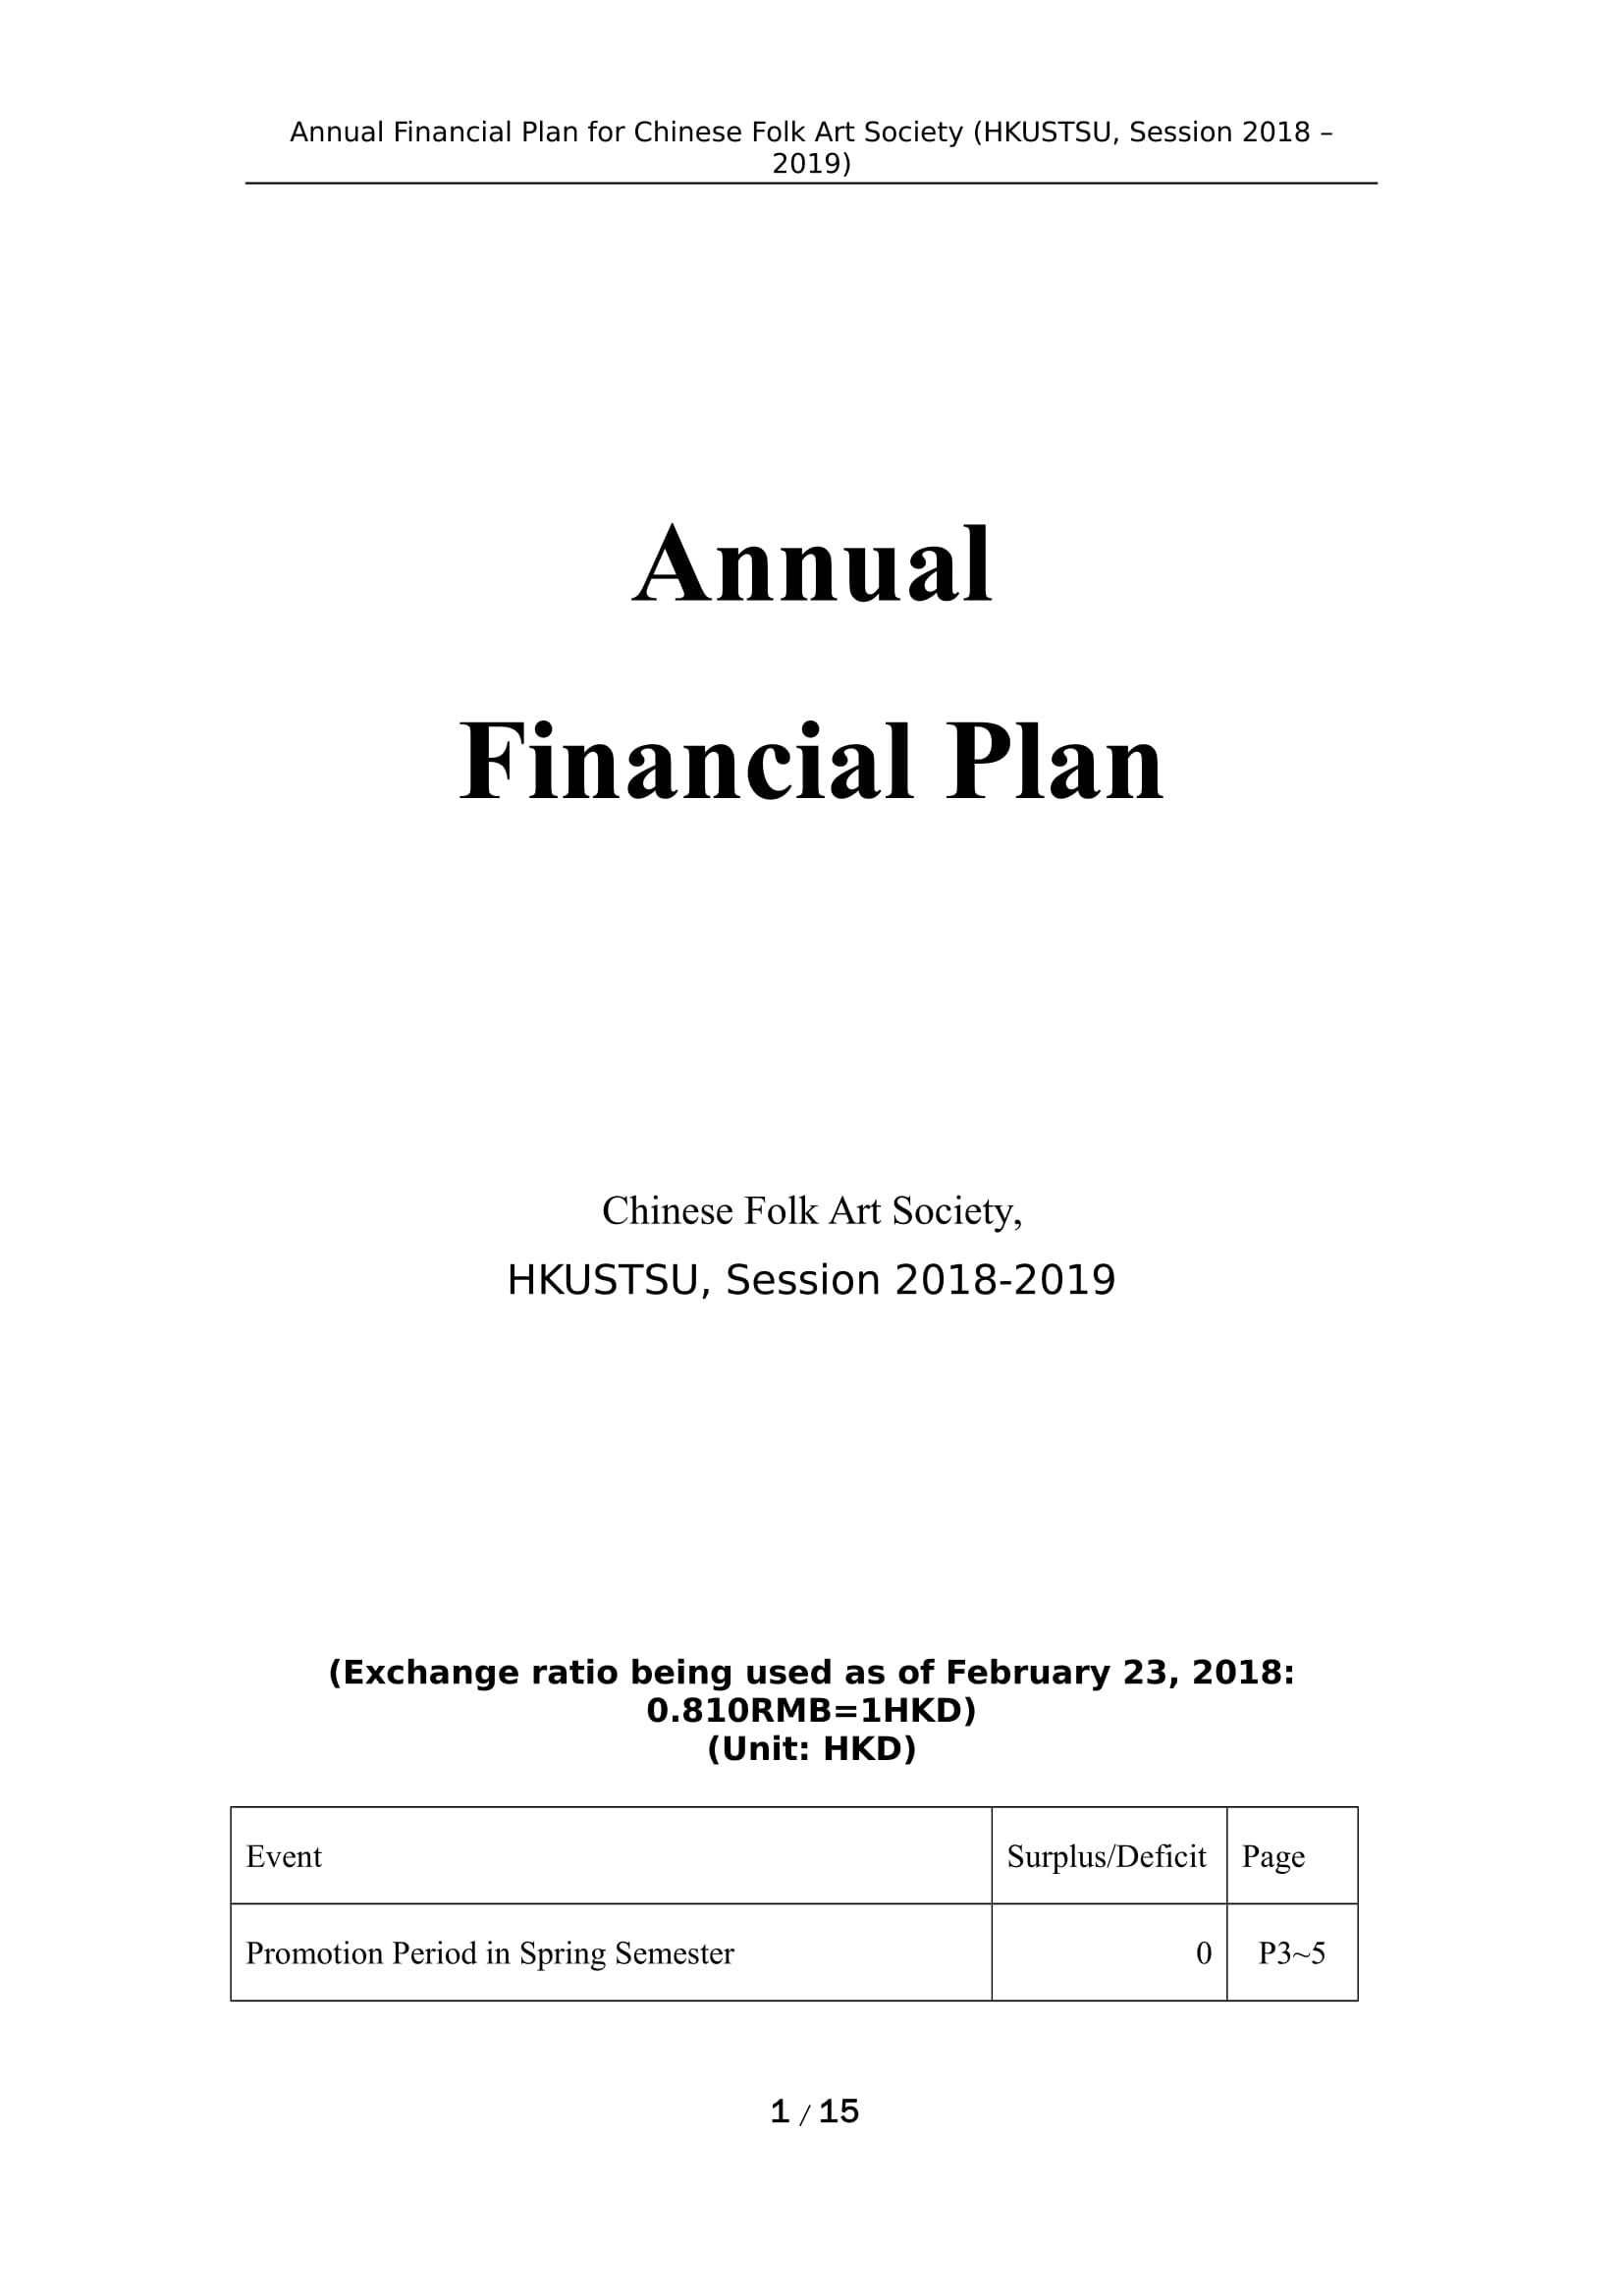 Annual Financial Plan for Chinese Folk Art Society (HKUSTSU, Session 2018 –
2019)
Annual
Financial Plan
Chinese Folk Art Society,
HKUSTSU, Session 2018-2019
(Exchange ratio being used as of February 23, 2018:
0.810RMB=1HKD)
(Unit: HKD)
Event Surplus/Deficit Page
Promotion Period in Spring Semester 0 P3~5
1 / 15